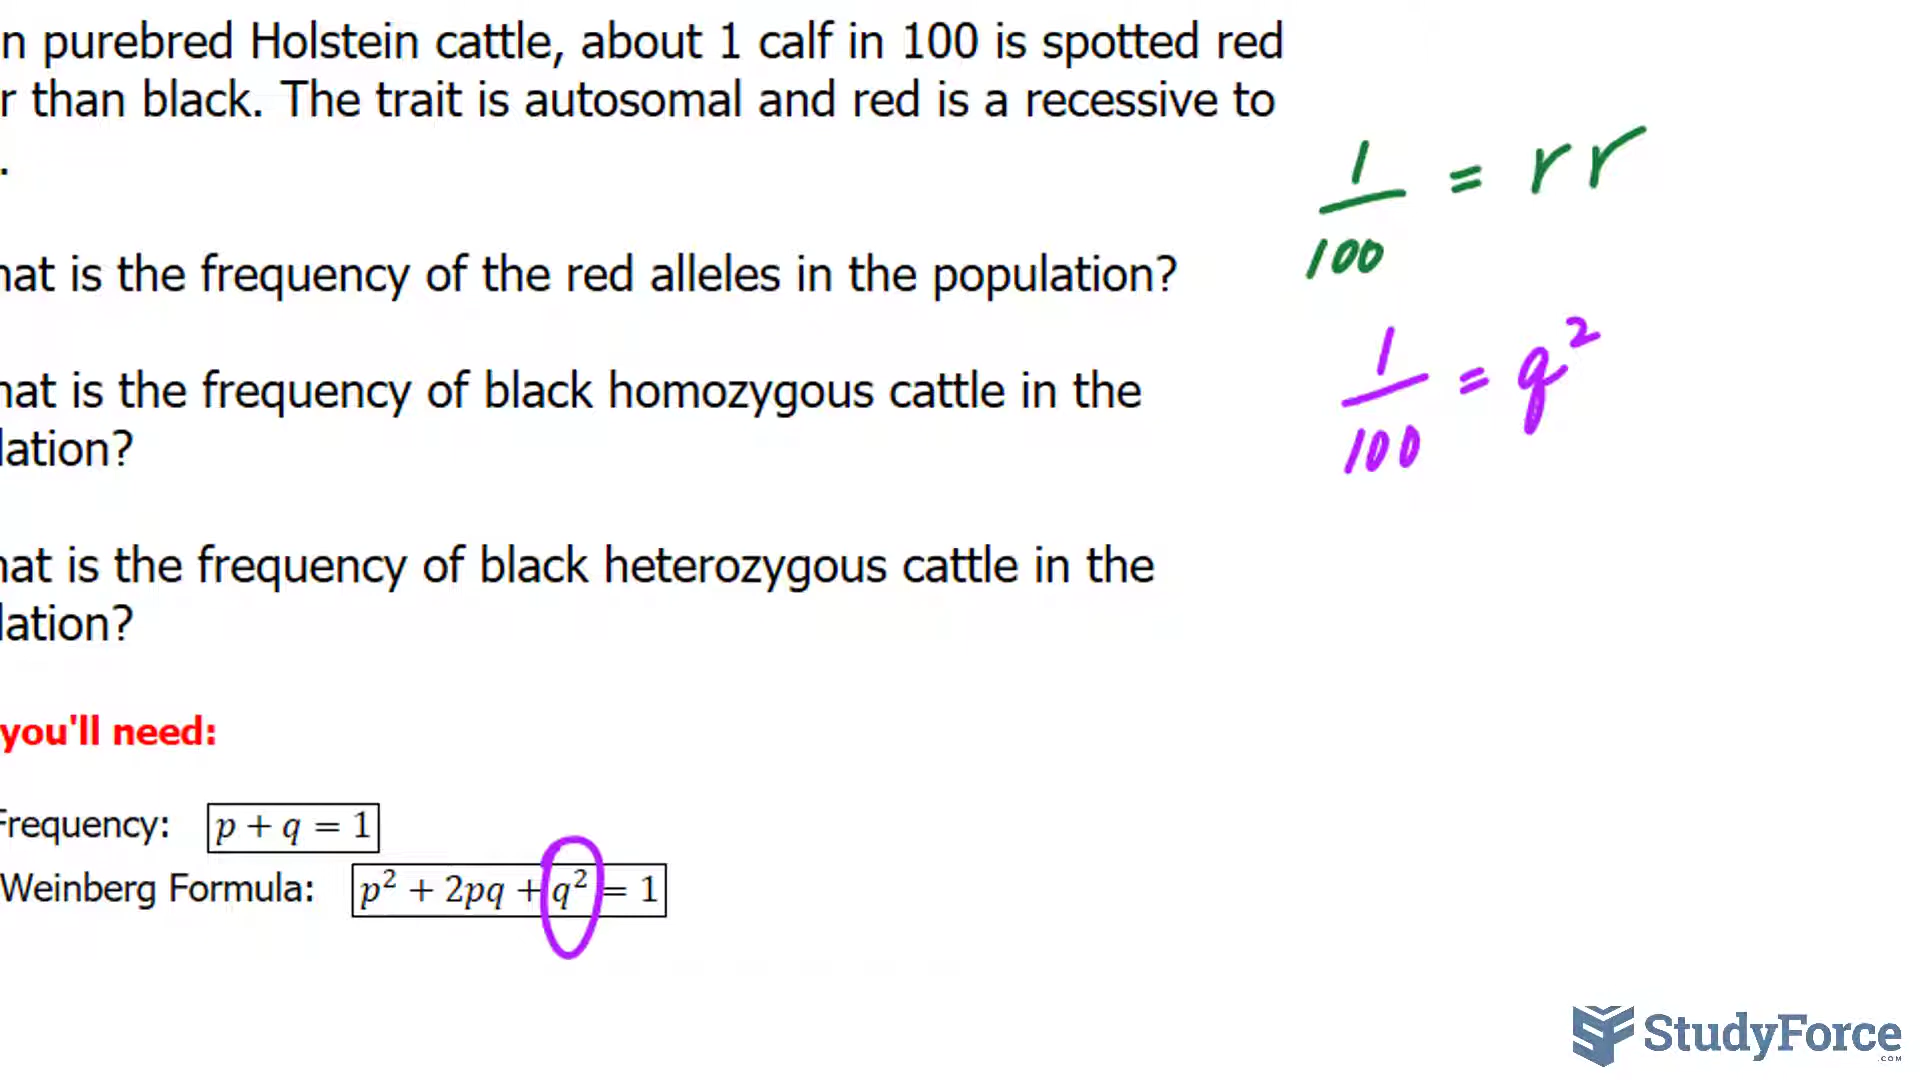 n purebred Holstein cattle, about 1 calf in 100 is spotted red
r than black. The trait is autosomal and red is a recessive to
.
1/100 = r r
hat is the frequency of the red alleles in the population?
1/100 = q²
hat is the frequency of black homozygous cattle in the
lation?
hat is the frequency of black heterozygous cattle in the
lation?
you'll need:
Frequency: p + q = 1
Weinberg Formula: p² + 2pq + q² = 1
StudyForce
.COM